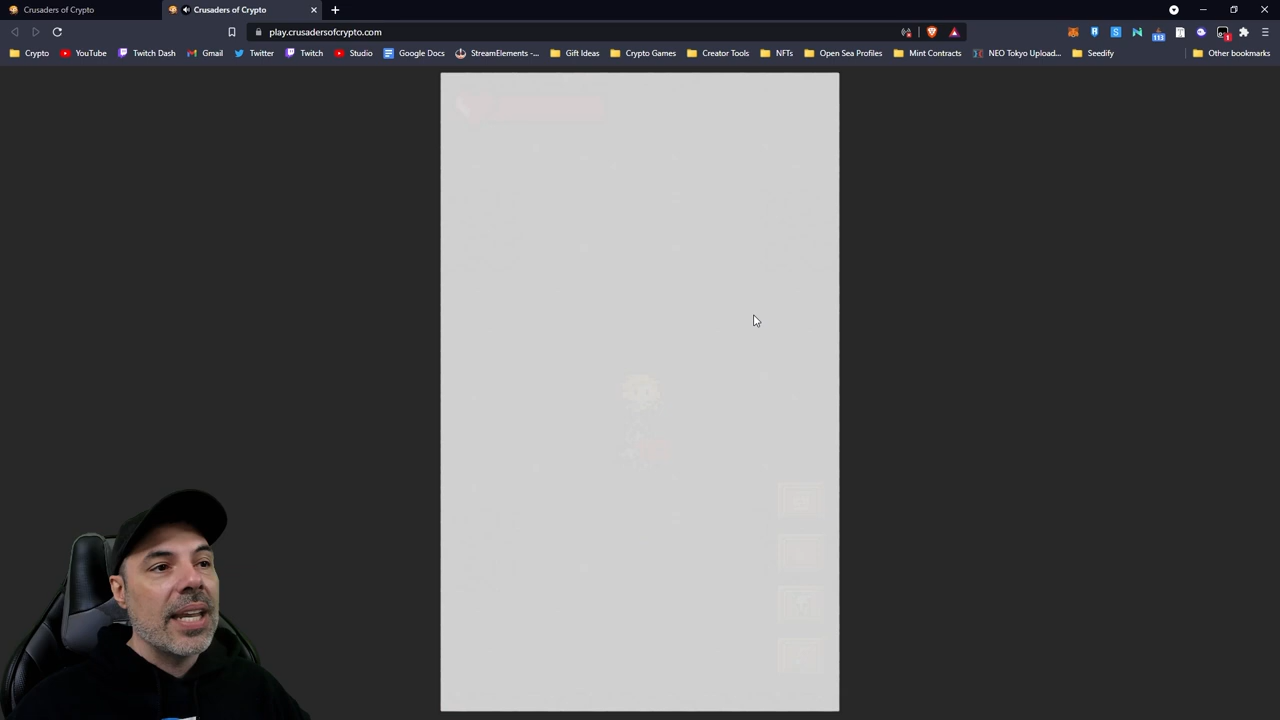 Crusaders of Crypto
Crusaders of Crypto
play.crusadersofcrypto.com
113
1
Crypto
YouTube
Twitch Dash
Gmail
Twitter
Twitch
Studio
Google Docs
StreamElements -...
Gift Ideas
Crypto Games
Creator Tools
NFTs
Open Sea Profiles
Mint Contracts
NEO Tokyo Upload...
Seedify
Other bookmarks